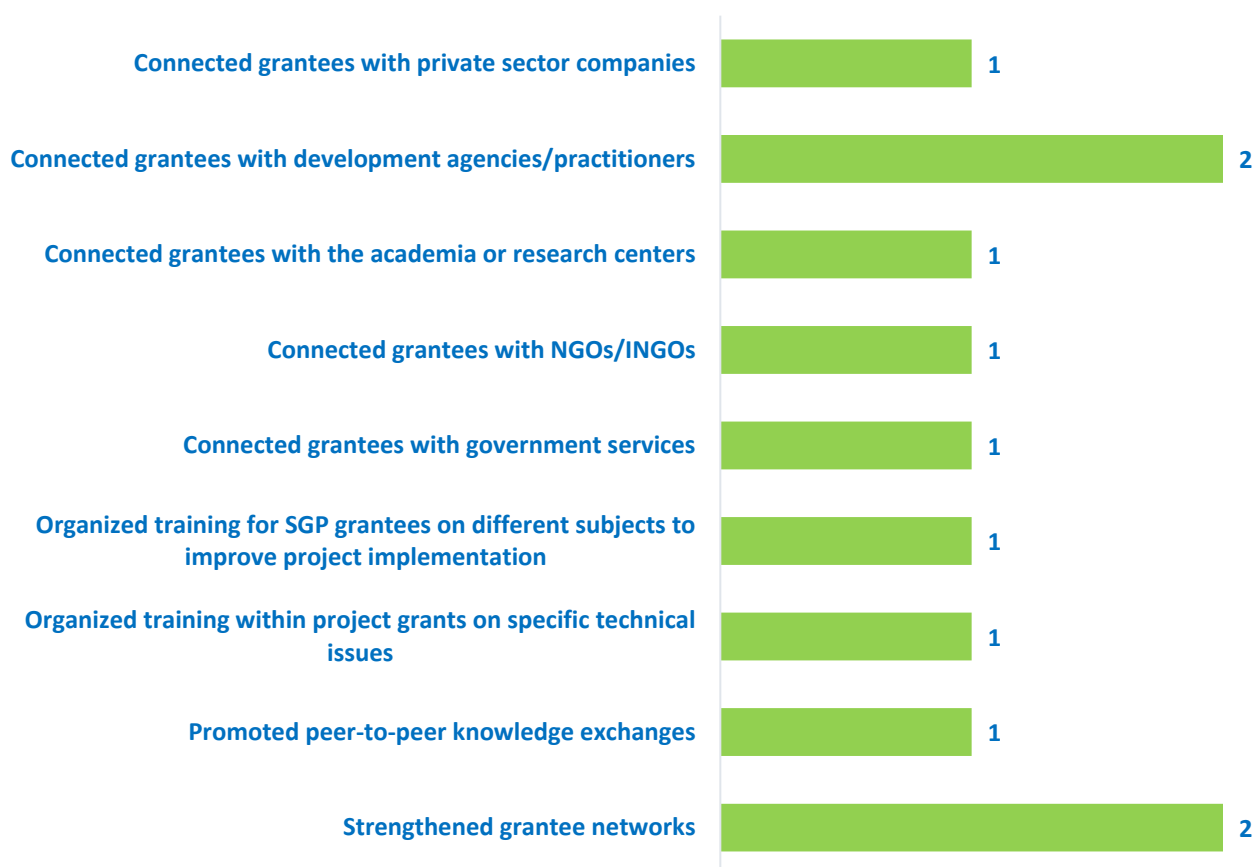 Connected grantees with private sector companies 1
Connected grantees with development agencies/practitioners 2
Connected grantees with the academia or research centers 1
Connected grantees with NGOs/INGOs 1
Connected grantees with government services 1
Organized training for SGP grantees on different subjects to
improve project implementation 1
Organized training within project grants on specific technical
issues 1
Promoted peer-to-peer knowledge exchanges 1
Strengthened grantee networks 2